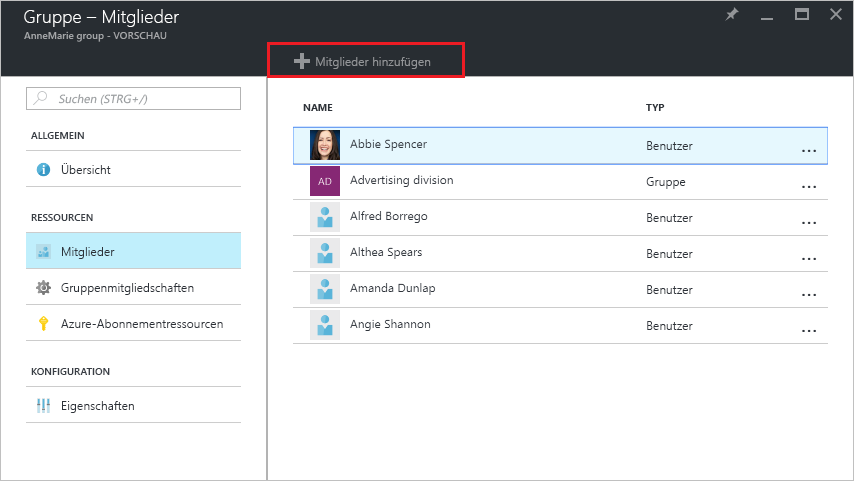 Gruppe – Mitglieder
AnneMarie group - VORSCHAU
Mitglieder hinzufügen
Suchen (STRG+/)
ALLGEMEIN
Übersicht
RESSOURCEN
Mitglieder
Gruppenmitgliedschaften
Azure-Abonnementressourcen
KONFIGURATION
Eigenschaften
NAME TYP
Abbie Spencer Benutzer ...
AD Advertising division Gruppe ...
Alfred Borrego Benutzer ...
Althea Spears Benutzer ...
Amanda Dunlap Benutzer ...
Angie Shannon Benutzer ...